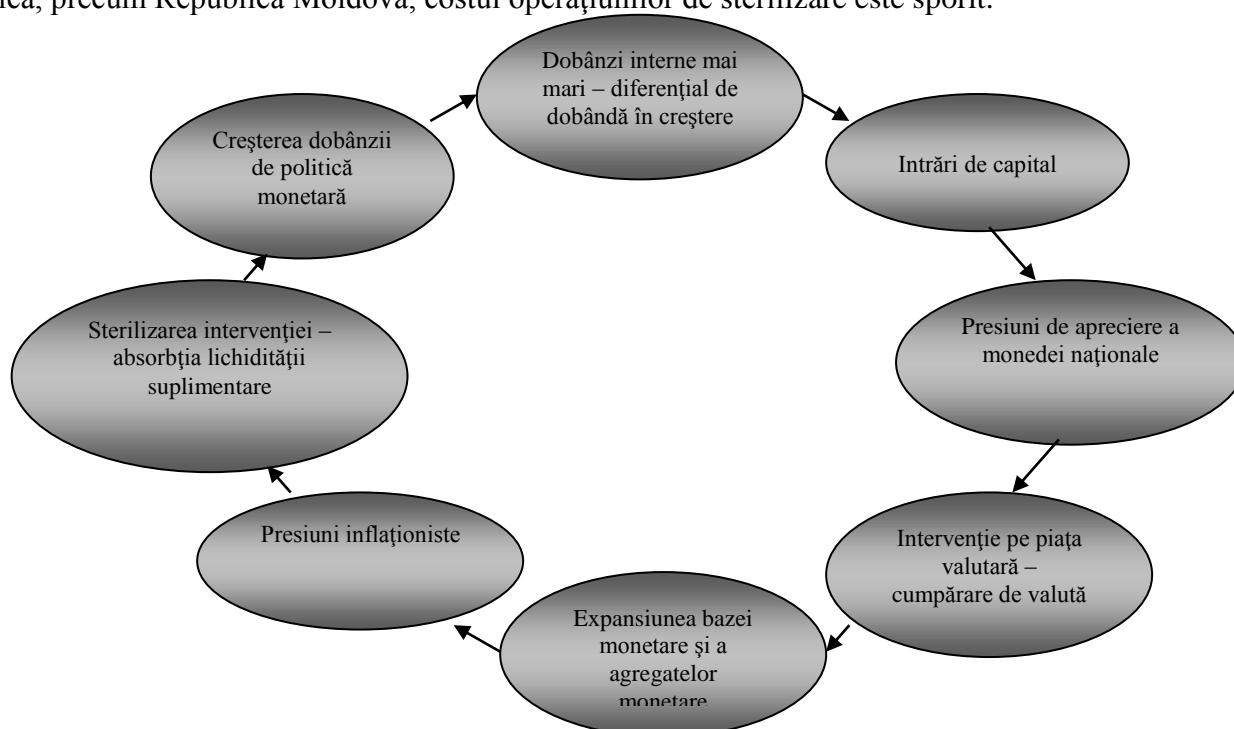 precum Republica Moldova, costul operaţiunilor de sterilizare este sporit.
Dobânzi interne mai
mari – diferenţial de
dobândă în creştere
Intrări de capital
Presiuni de apreciere a
monedei naţionale
Intervenţie pe piaţa
valutară –
cumpărare de valută
Expansiunea bazei
monetare şi a
agregatelor
monetare
Presiuni inflaţioniste
Sterilizarea intervenţiei –
absorbţia lichidităţii
suplimentare
Creşterea dobânzii
de politică
monetară